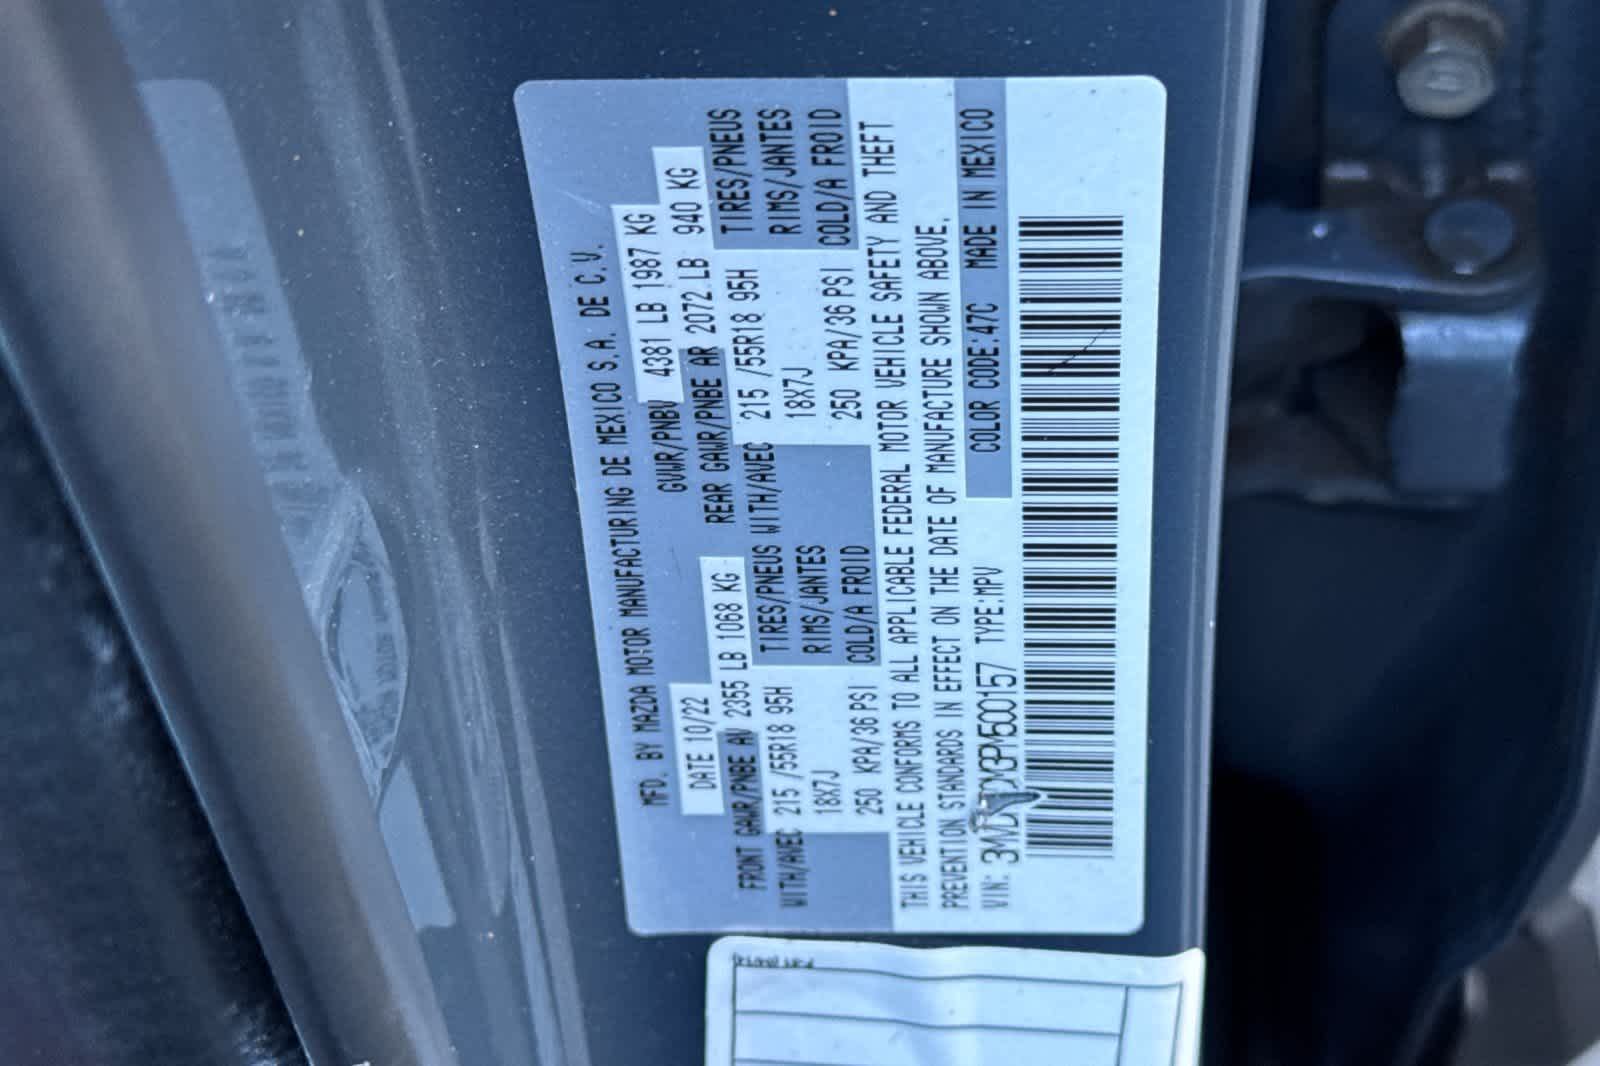 MFD. BY MAZDA MOTOR MANUFACTURING DE MEXICO S.A. DE C.V.
DATE 10/22 GVWR/PNBV 4381 LB 1987 KG
FRONT GAWR/PNBE AV 2355 LB 1068 KG REAR GAWR/PNBE AR 2072 LB 940 KG
WITH/AVEC 215 /55R18 95H TIRES/PNEUS WITH/AVEC 215 /55R18 95H TIRES/PNEUS
18X7J RIMS/JANTES 18X7J RIMS/JANTES
250 KPA/36 PSI COLD/A FROID 250 KPA/36 PSI COLD/A FROID
THIS VEHICLE CONFORMS TO ALL APPLICABLE FEDERAL MOTOR VEHICLE SAFETY AND THEFT
PREVENTION STANDARDS IN EFFECT ON THE DATE OF MANUFACTURE SHOWN ABOVE.
VIN: TYPE:MPV COLOR CODE:47C MADE IN MEXICO